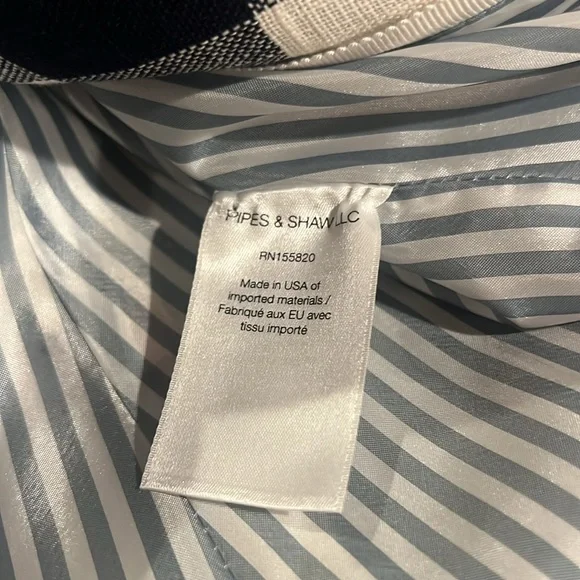 PIPES & SHAW LLC
RN155820
Made in USA of
imported materials /
Fabriqué aux EU avec
tissu importé